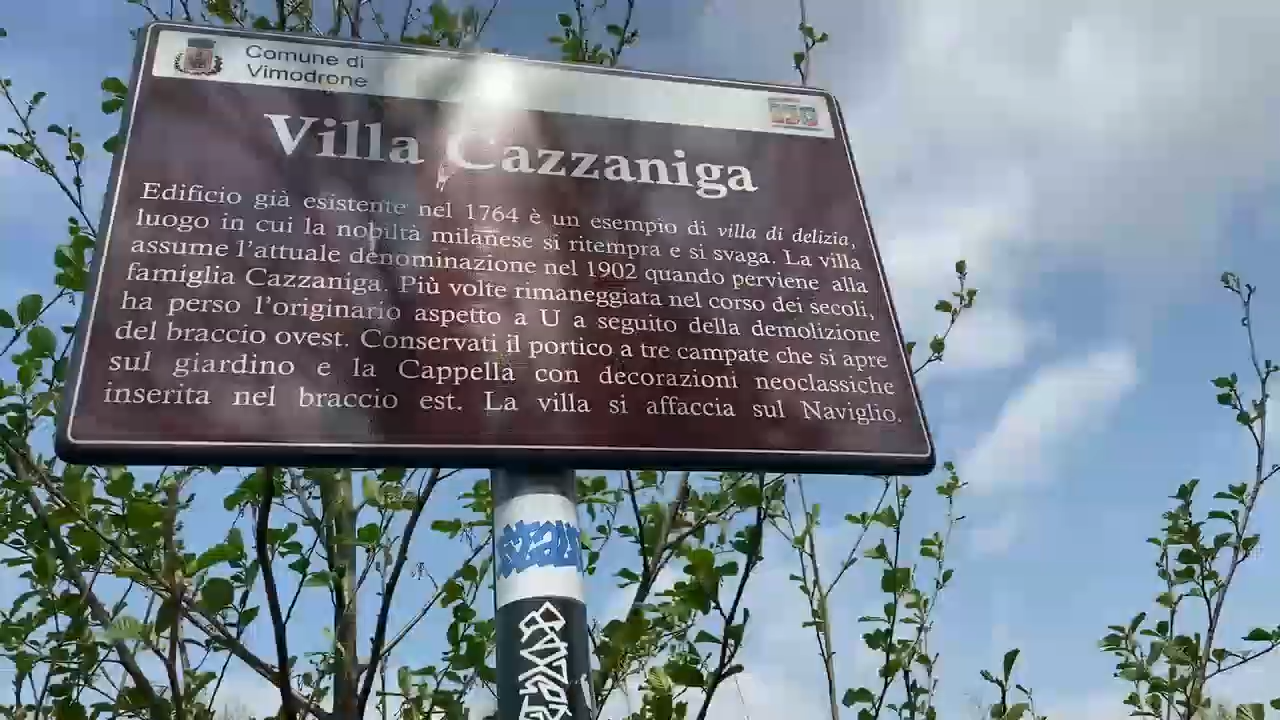 Comune di
Vimodrone
Villa Cazzaniga
Edificio già esistente nel 1764 è un esempio di villa di delizia,
luogo in cui la nobiltà milanese si ritempra e si svaga. La villa
assume l'attuale denominazione nel 1902 quando perviene alla
famiglia Cazzaniga. Più volte rimaneggiata nel corso dei secoli,
ha perso l'originario aspetto a U a seguito della demolizione
del braccio ovest. Conservati il portico a tre campate che si apre
sul giardino e la Cappella con decorazioni neoclassiche
inserita nel braccio est. La villa si affaccia sul Naviglio.